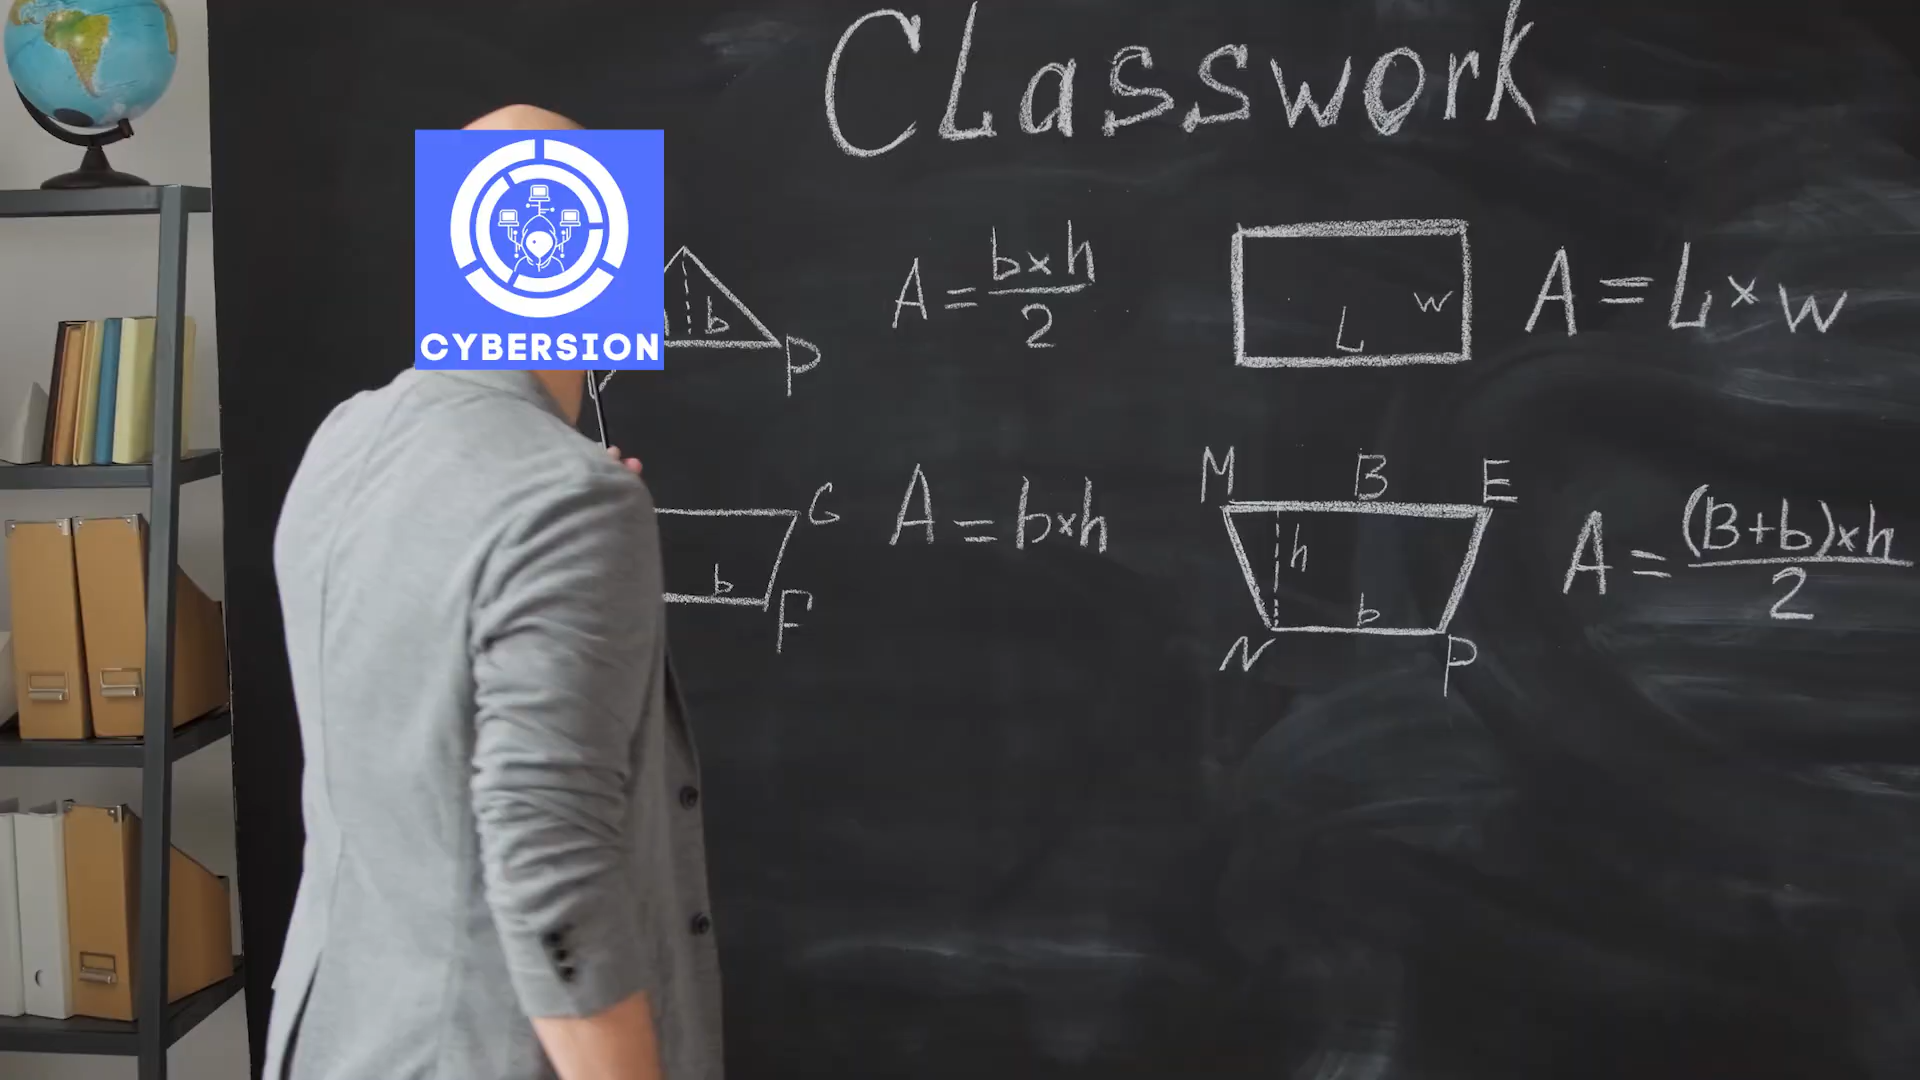 Classwork
CYBERSION
b
P
A = b×h
2
L
w
A = L×w
G
b
F
A = b×h
M
B
E
h
b
N
P
A = (B+b)×h
2